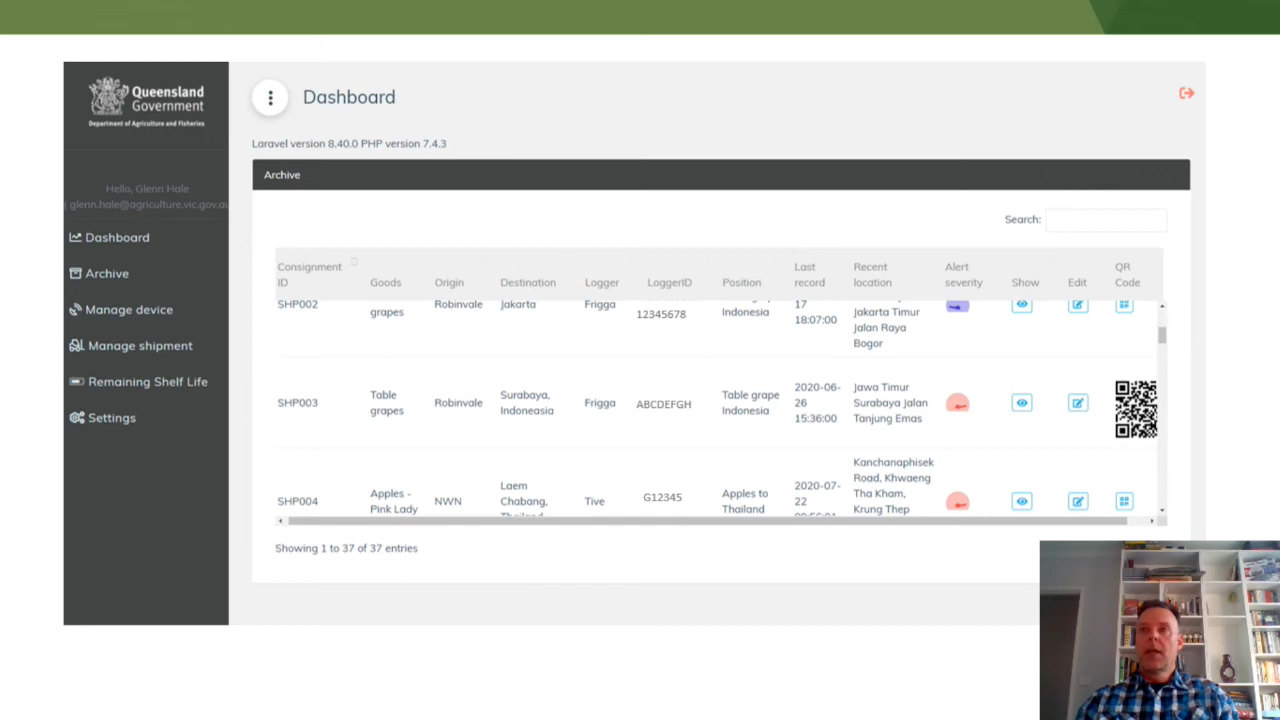 Queensland
Government
Department of Agriculture and Fisheries
Dashboard
Laravel version 8.40.0 PHP version 7.4.3
Hello, Glenn Hale
( glenn.hale@agriculture.vic.gov.au
Dashboard
Archive
Manage device
Manage shipment
Remaining Shelf Life
Settings
Archive
Search:
Consignment ID Goods Origin Destination Logger LoggerID Position Last record Recent location Alert severity Show Edit QR Code
SHP002 grapes Robinvale Jakarta Frigga 12345678 Indonesia 17 18:07:00 Jakarta Timur Jalan Raya Bogor
SHP003 Table grapes Robinvale Surabaya, Indoneasia Frigga ABCDEFGH Table grape Indonesia 2020-06-26 15:36:00 Jawa Timur Surabaya Jalan Tanjung Emas
SHP004 Apples - Pink Lady NWN Laem Chabang, Tive G12345 Apples to Thailand 2020-07-22 Kanchanaphisek Road, Khwaeng Tha Kham, Krung Thep
Showing 1 to 37 of 37 entries